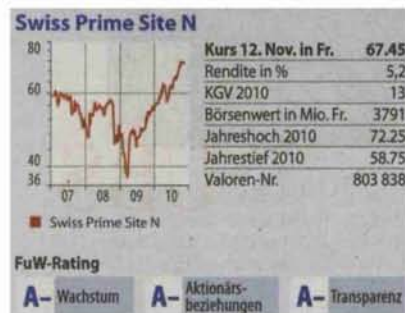 Swiss Prime Site N
80
60
40
36
07 08 09 10
Swiss Prime Site N
Kurs 12. Nov. in Fr. 67.45
Rendite in % 5,2
KGV 2010 13
Börsenwert in Mio. Fr. 3791
Jahreshoch 2010 72.25
Jahrestief 2010 58.75
Valoren-Nr. 803 838
FuW-Rating
A– Wachstum
A– Aktionärs-
beziehungen
A– Transparenz